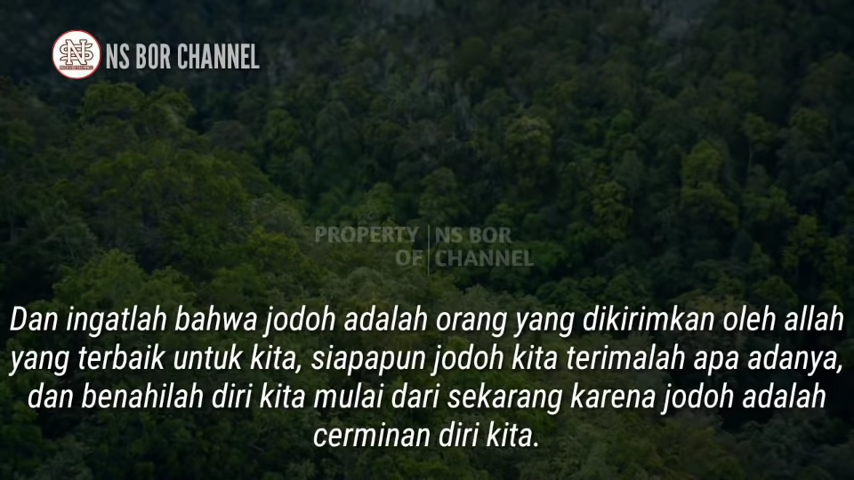 NS BOR CHANNEL
PROPERTY NS BOR
OF CHANNEL
Dan ingatlah bahwa jodoh adalah orang yang dikirimkan oleh allah
yang terbaik untuk kita, siapapun jodoh kita terimalah apa adanya,
dan benahilah diri kita mulai dari sekarang karena jodoh adalah
cerminan diri kita.